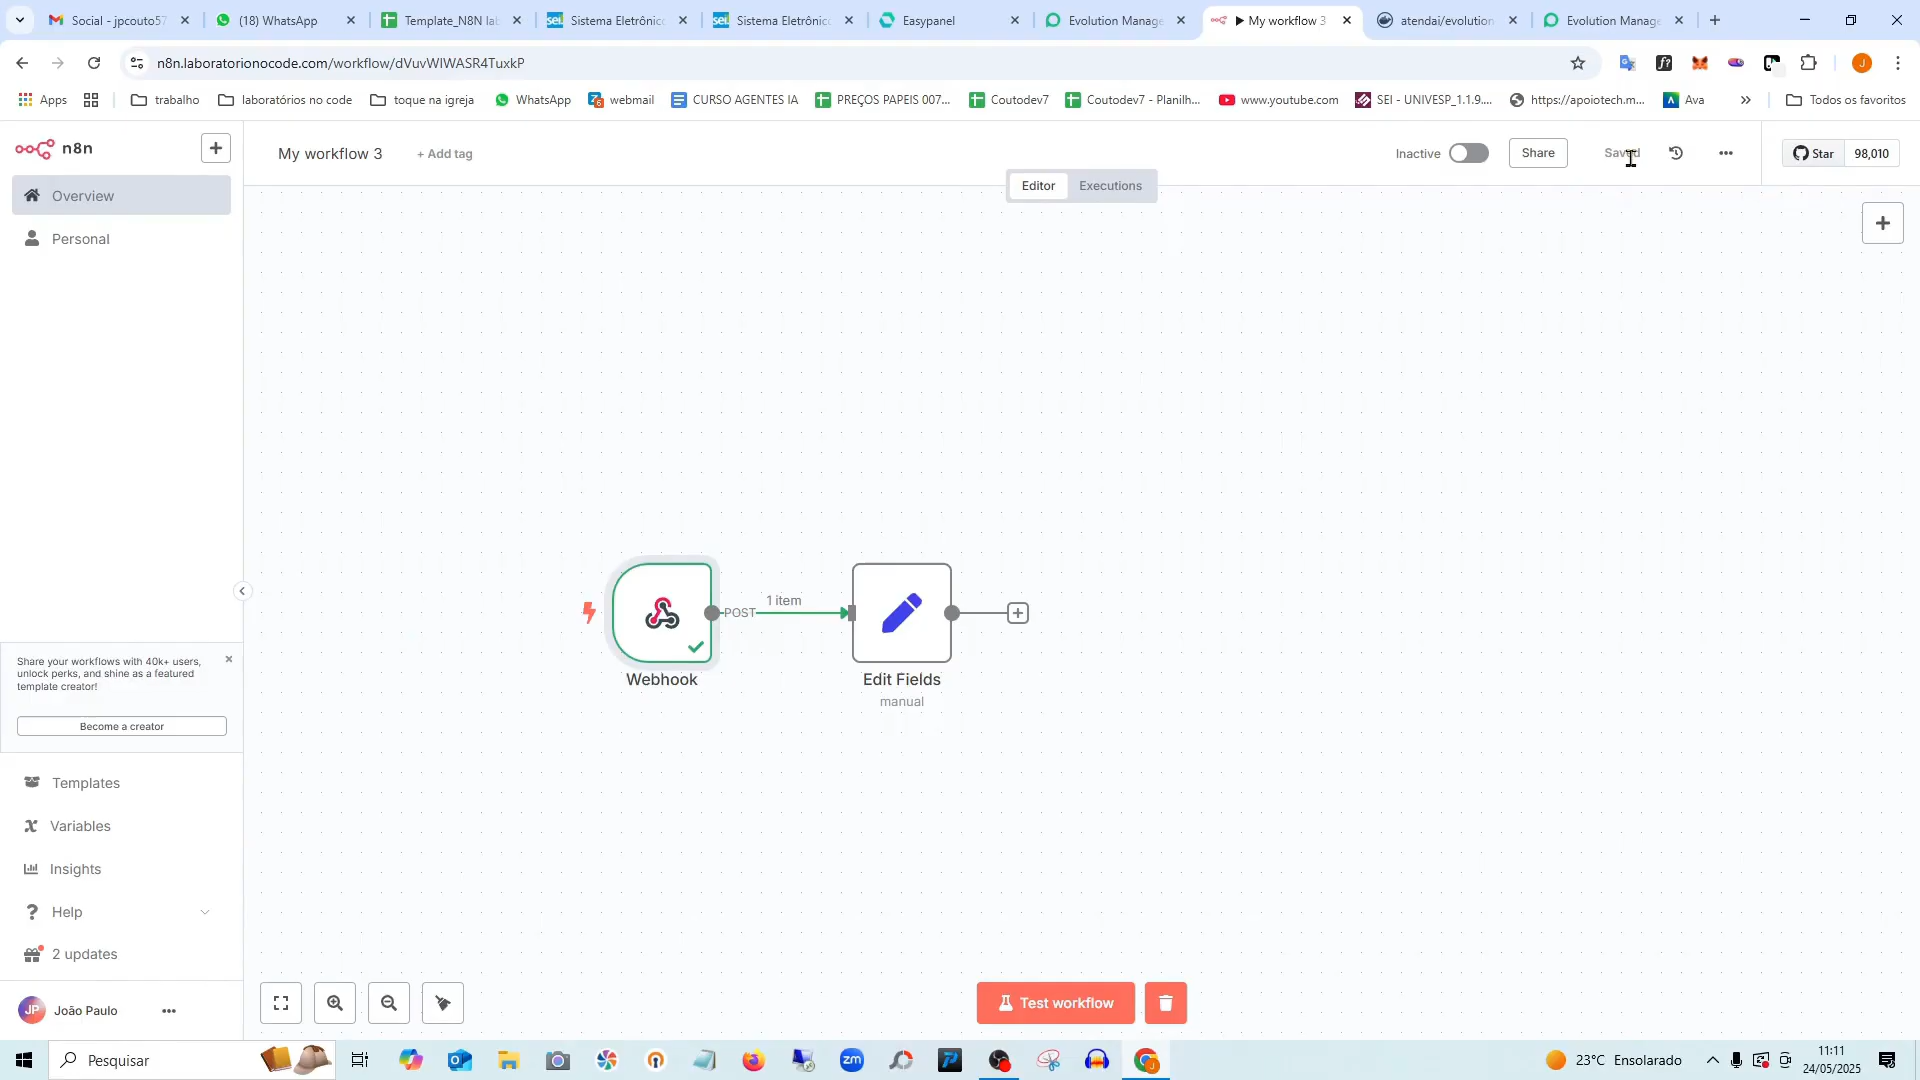 Social - jpcouto57
(18) WhatsApp
Template_N8N lab
Sistema Eletrônic
Sistema Eletrônic
Easypanel
Evolution Manage
▶ My workflow 3
atendai/evolution
Evolution Manage
n8n.laboratorionocode.com/workflow/dVuvWIWASR4TuxkP
Apps
trabalho
laboratórios no code
toque na igreja
WhatsApp
webmail
CURSO AGENTES IA
PREÇOS PAPEIS 007...
Coutodev7
Coutodev7 - Planilh...
www.youtube.com
SEI - UNIVESP_1.1.9....
https://apoiotech.m...
Ava
Todos os favoritos
n8n
My workflow 3
+ Add tag
Inactive
Share
Saved
Star
98,010
Editor
Executions
Overview
Personal
POST
1 item
Webhook
Edit Fields
manual
Share your workflows with 40k+ users,
unlock perks, and shine as a featured
template creator!
Become a creator
Templates
Variables
Insights
Help
2 updates
JP
João Paulo
Test workflow
Pesquisar
23°C Ensolarado
11:11
24/05/2025